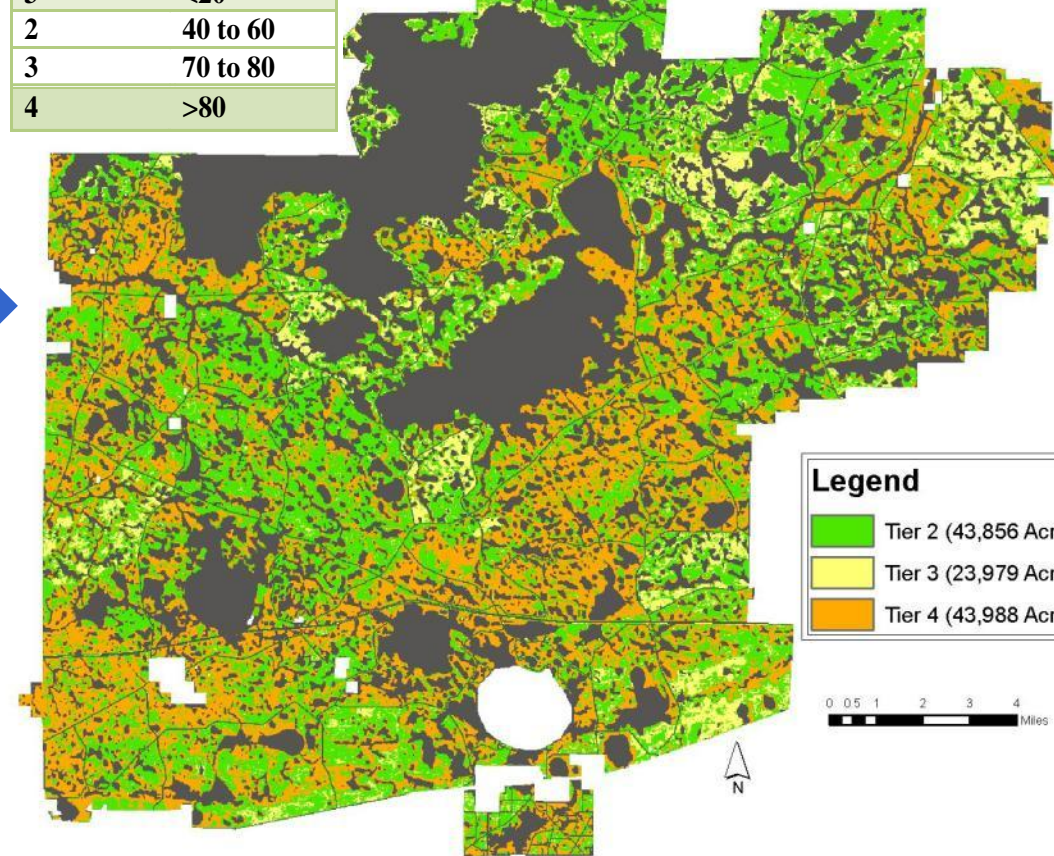 2 40 to 60
3 70 to 80
4 >80
Legend
Tier 2 (43,856 Acr
Tier 3 (23,979 Acr
Tier 4 (43,988 Acr
0 0.5 1 2 3 4
Miles
N